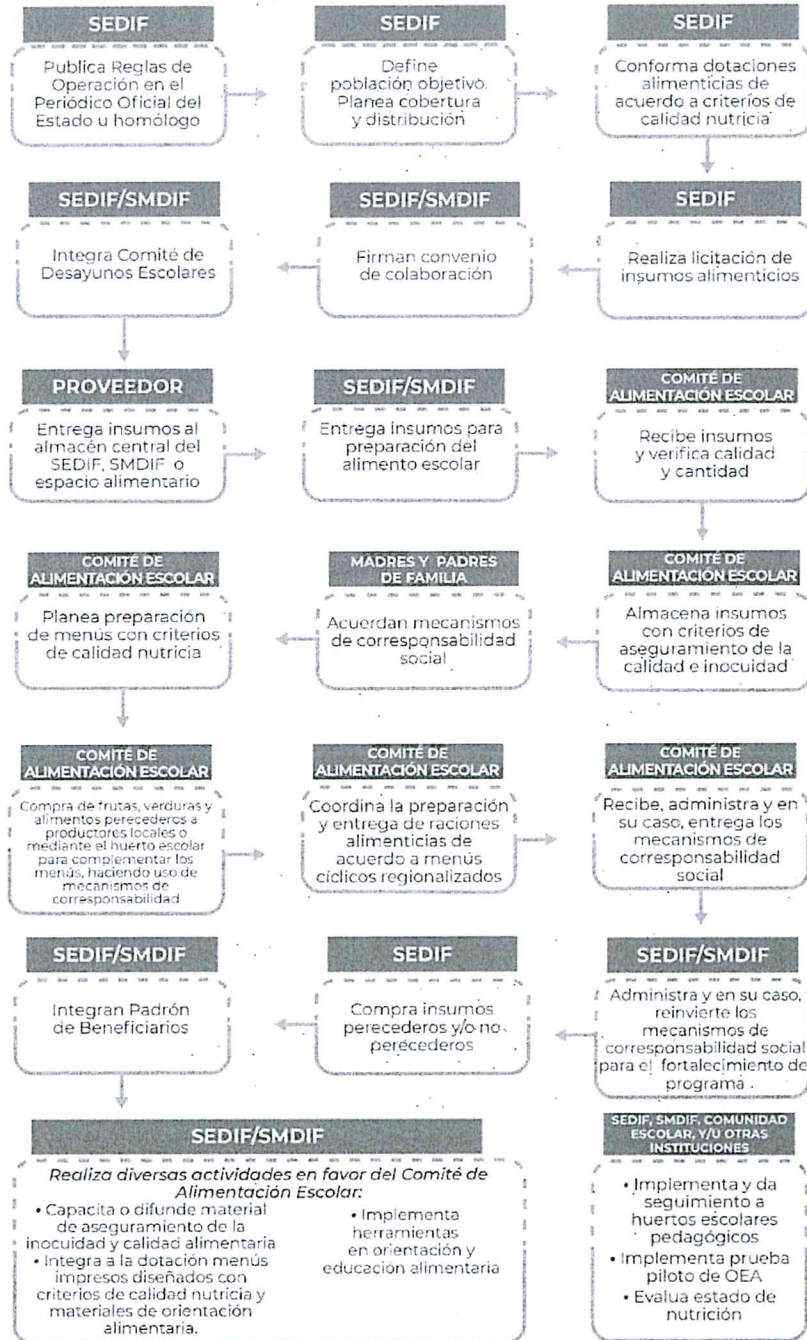 SEDIF
Publica Reglas de
Operación en el
Periódico Oficial del
Estado u homólogo
SEDIF
Define
población objetivo.
Planea cobertura
y distribución
SEDIF
Conforma dotaciones
alimenticias de
acuerdo a criterios de
calidad nutricia
SEDIF
Realiza licitación de
insumos alimenticios
SEDIF/SMDIF
Firman convenio
de colaboración
SEDIF/SMDIF
Integra Comité de
Desayunos Escolares
PROVEEDOR
Entrega insumos al
almacén central del
SEDIF, SMDIF o
espacio alimentario
SEDIF/SMDIF
Entrega insumos para
preparación del
alimento escolar
COMITÉ DE
ALIMENTACIÓN ESCOLAR
Recibe insumos
y verifica calidad
y cantidad
COMITÉ DE
ALIMENTACIÓN ESCOLAR
Almacena insumos
con criterios de
aseguramiento de la
calidad e inocuidad
MADRES Y PADRES
DE FAMILIA
Acuerdan mecanismos
de corresponsabilidad
social
COMITÉ DE
ALIMENTACIÓN ESCOLAR
Planea preparación
de menús con criterios
de calidad nutricia
COMITÉ DE
ALIMENTACIÓN ESCOLAR
Compra de frutas, verduras y
alimentos perecederos a
productores locales o
mediante el huerto escolar
para complementar los
menús, haciendo uso de
mecanismos de
corresponsabilidad
COMITÉ DE
ALIMENTACIÓN ESCOLAR
Coordina la preparación
y entrega de raciones
alimenticias de
acuerdo a menús
cíclicos regionalizados
COMITÉ DE
ALIMENTACIÓN ESCOLAR
Recibe, administra y en
su caso, entrega los
mecanismos de
corresponsabilidad
social
SEDIF/SMDIF
Administra y en su caso,
reinvierte los
mecanismos de
corresponsabilidad social
para el fortalecimiento de
programa.
SEDIF
Compra insumos
perecederos y/o no
perecederos
SEDIF/SMDIF
Integran Padrón
de Beneficiarios
SEDIF/SMDIF
Realiza diversas actividades en favor del Comité de
Alimentación Escolar:
• Capacita o difunde material
de aseguramiento de la
inocuidad y calidad alimentaria
• Integra a la dotación menús
impresos diseñados con
criterios de calidad nutricia y
materiales de orientación
alimentaria.
• Implementa
herramientas
en orientación y
educación alimentaria
SEDIF, SMDIF, COMUNIDAD
ESCOLAR, Y/U OTRAS
INSTITUCIONES
• Implementa y da
seguimiento a
huertos escolares
pedagógicos
• Implementa prueba
piloto de OEA
• Evalua estado de
nutrición